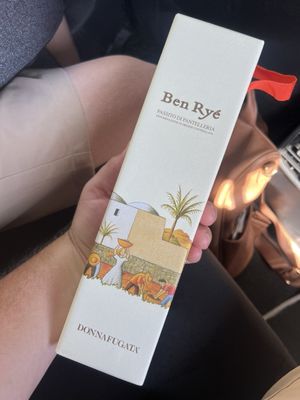 Ben Ryé
PASSITO DI PANTELLERIA
DONNAFUGATA